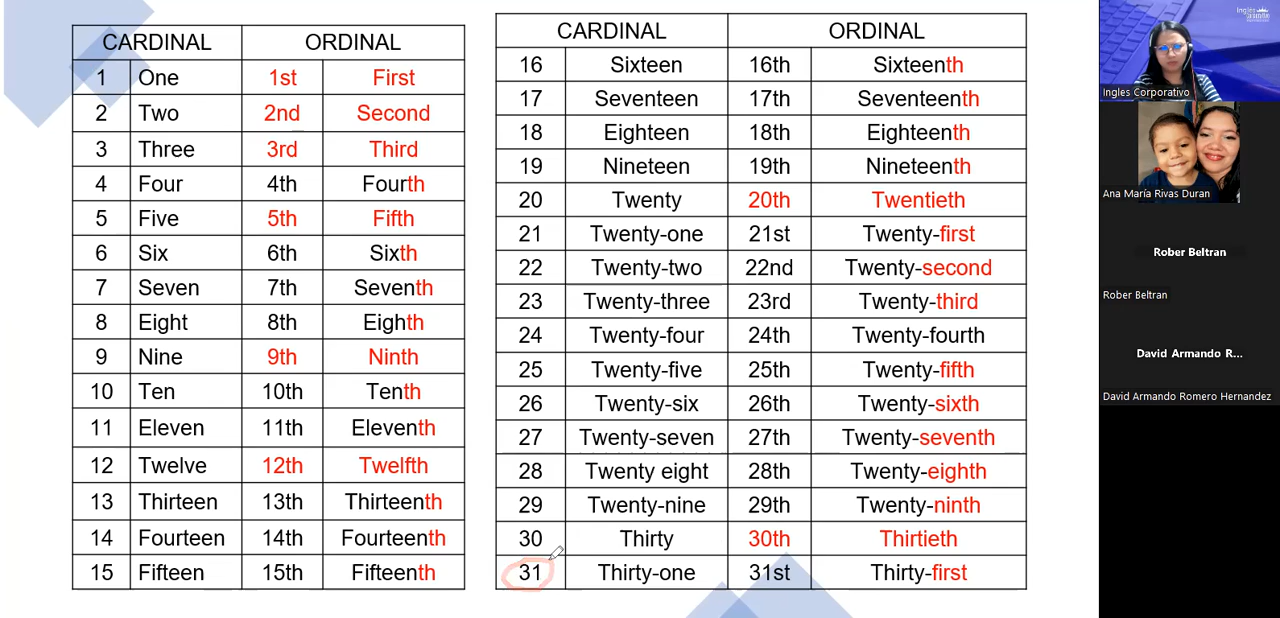 CARDINAL ORDINAL
1 One 1st First
2 Two 2nd Second
3 Three 3rd Third
4 Four 4th Fourth
5 Five 5th Fifth
6 Six 6th Sixth
7 Seven 7th Seventh
8 Eight 8th Eighth
9 Nine 9th Ninth
10 Ten 10th Tenth
11 Eleven 11th Eleventh
12 Twelve 12th Twelfth
13 Thirteen 13th Thirteenth
14 Fourteen 14th Fourteenth
15 Fifteen 15th Fifteenth
CARDINAL ORDINAL
16 Sixteen 16th Sixteenth
17 Seventeen 17th Seventeenth
18 Eighteen 18th Eighteenth
19 Nineteen 19th Nineteenth
20 Twenty 20th Twentieth
21 Twenty-one 21st Twenty-first
22 Twenty-two 22nd Twenty-second
23 Twenty-three 23rd Twenty-third
24 Twenty-four 24th Twenty-fourth
25 Twenty-five 25th Twenty-fifth
26 Twenty-six 26th Twenty-sixth
27 Twenty-seven 27th Twenty-seventh
28 Twenty eight 28th Twenty-eighth
29 Twenty-nine 29th Twenty-ninth
30 Thirty 30th Thirtieth
31 Thirty-one 31st Thirty-first
Ingles
Ingles Corporativo
Ana María Rivas Duran
Rober Beltran
Rober Beltran
David Armando R...
David Armando Romero Hernandez